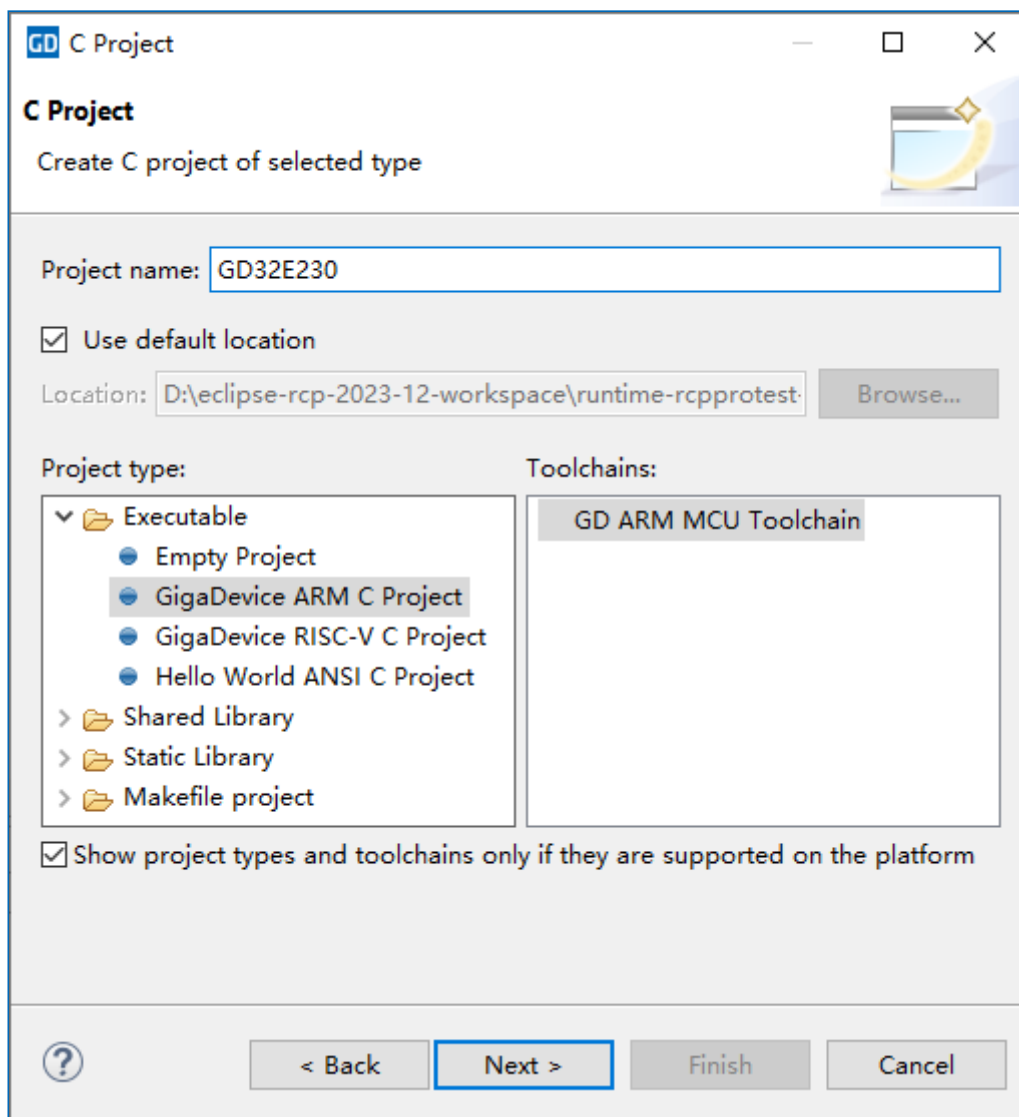 GD C Project
C Project
Create C project of selected type
Project name: GD32E230
Use default location
Location: D:\eclipse-rcp-2023-12-workspace\runtime-rcpprotest- Browse...
Project type: Toolchains:
Executable GD ARM MCU Toolchain
Empty Project
GigaDevice ARM C Project
GigaDevice RISC-V C Project
Hello World ANSI C Project
Shared Library
Static Library
Makefile project
Show project types and toolchains only if they are supported on the platform
? < Back Next > Finish Cancel